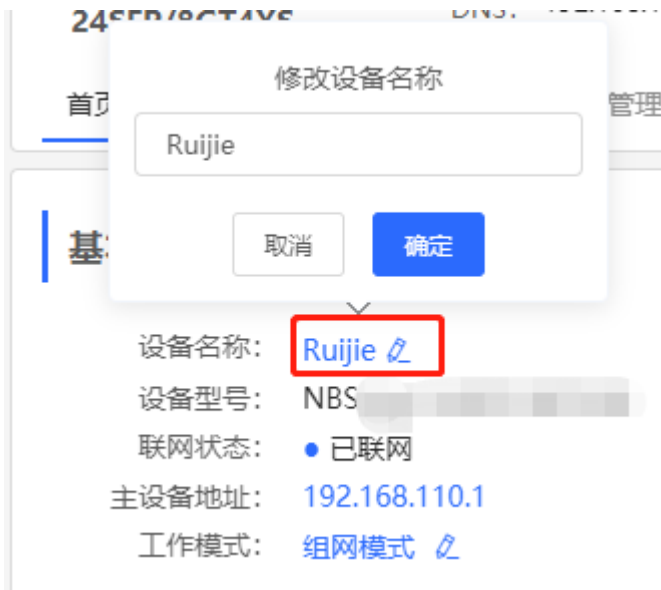 修改设备名称
首页
管理
Ruijie
取消
确定
设备名称： Ruijie
设备型号： NBS
联网状态： 已联网
主设备地址： 192.168.110.1
工作模式： 组网模式